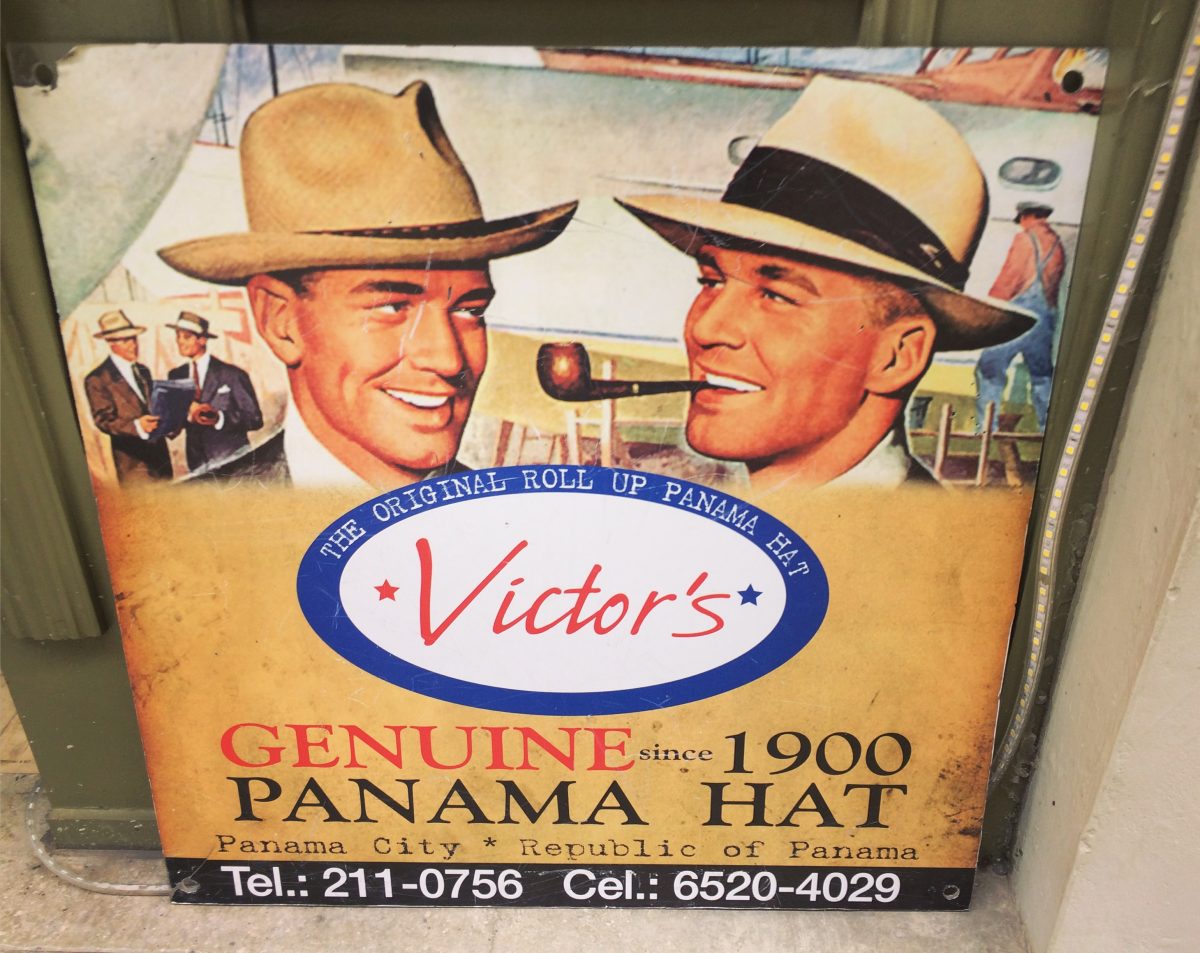 THE ORIGINAL ROLL UP PANAMA HAT
Victor's
GENUINE since 1900
PANAMA HAT
Panama City * Republic of Panama
Tel.: 211-0756 Cel.: 6520-4029